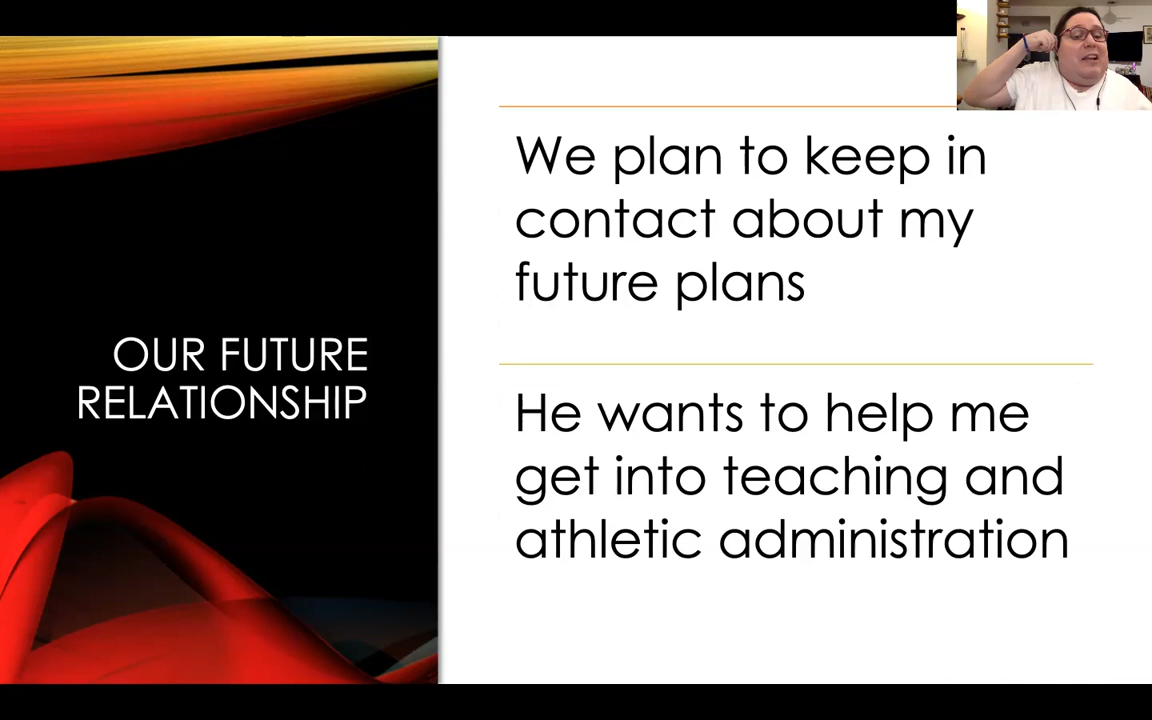 OUR FUTURE
RELATIONSHIP
We plan to keep in
contact about my
future plans
He wants to help me
get into teaching and
athletic administration